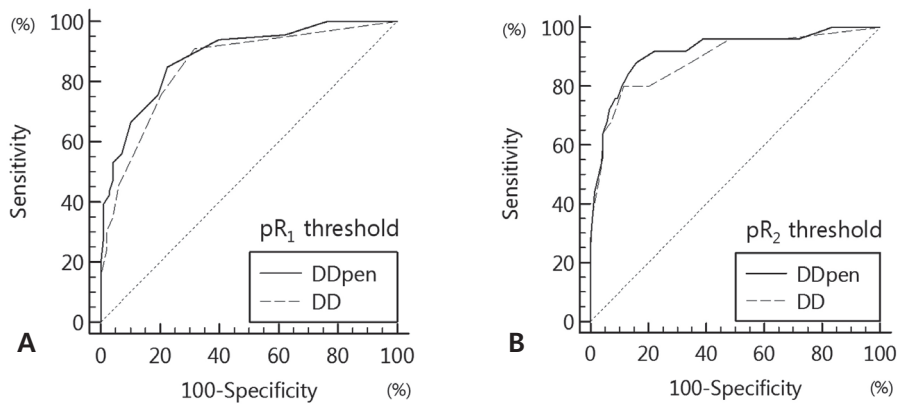 (%)
100
80
60
40
20
0
Sensitivity
pR1 threshold
DDpen
DD
A
0 20 40 60 80 100
100-Specificity (%)
(%)
100
80
60
40
20
0
Sensitivity
pR2 threshold
DDpen
DD
B
0 20 40 60 80 100
100-Specificity (%)